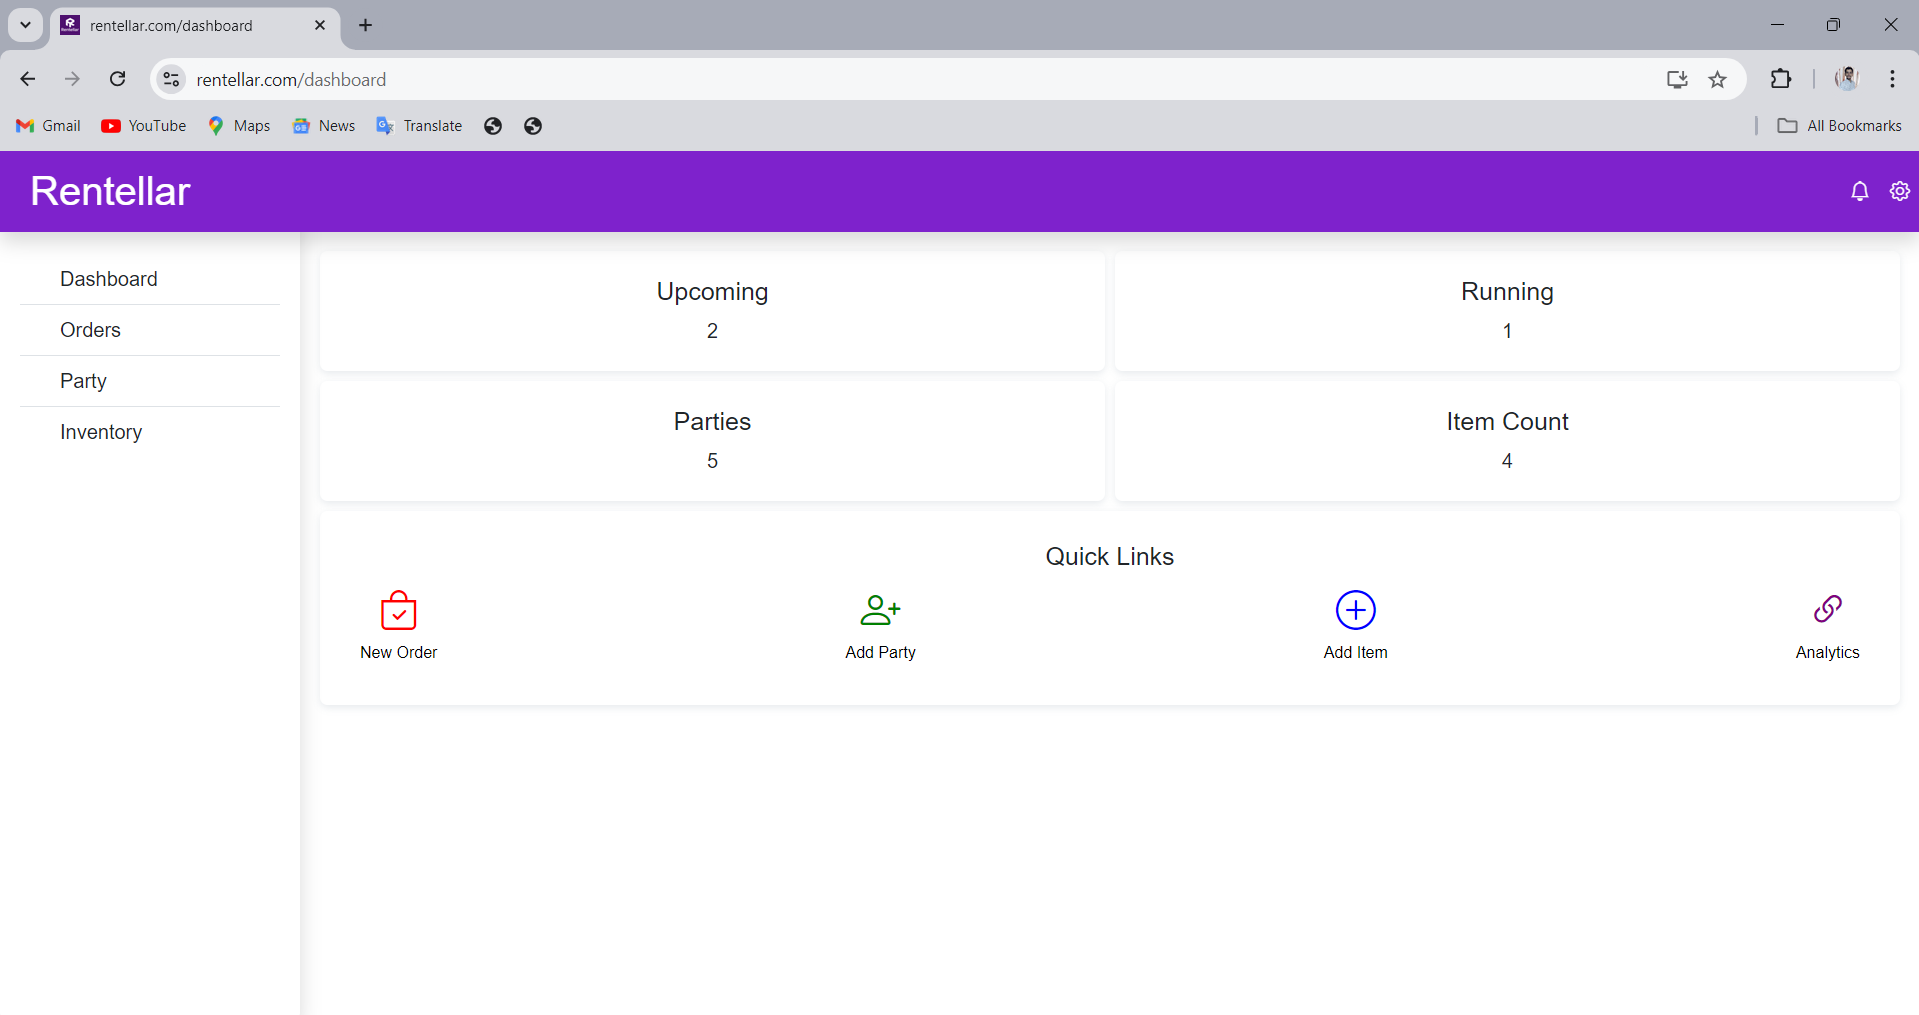 rentellar.com/dashboard
rentellar.com/dashboard
Gmail YouTube Maps News Translate All Bookmarks
Rentellar
Dashboard
Orders
Party
Inventory
Upcoming
2
Running
1
Parties
5
Item Count
4
Quick Links
New Order
Add Party
Add Item
Analytics